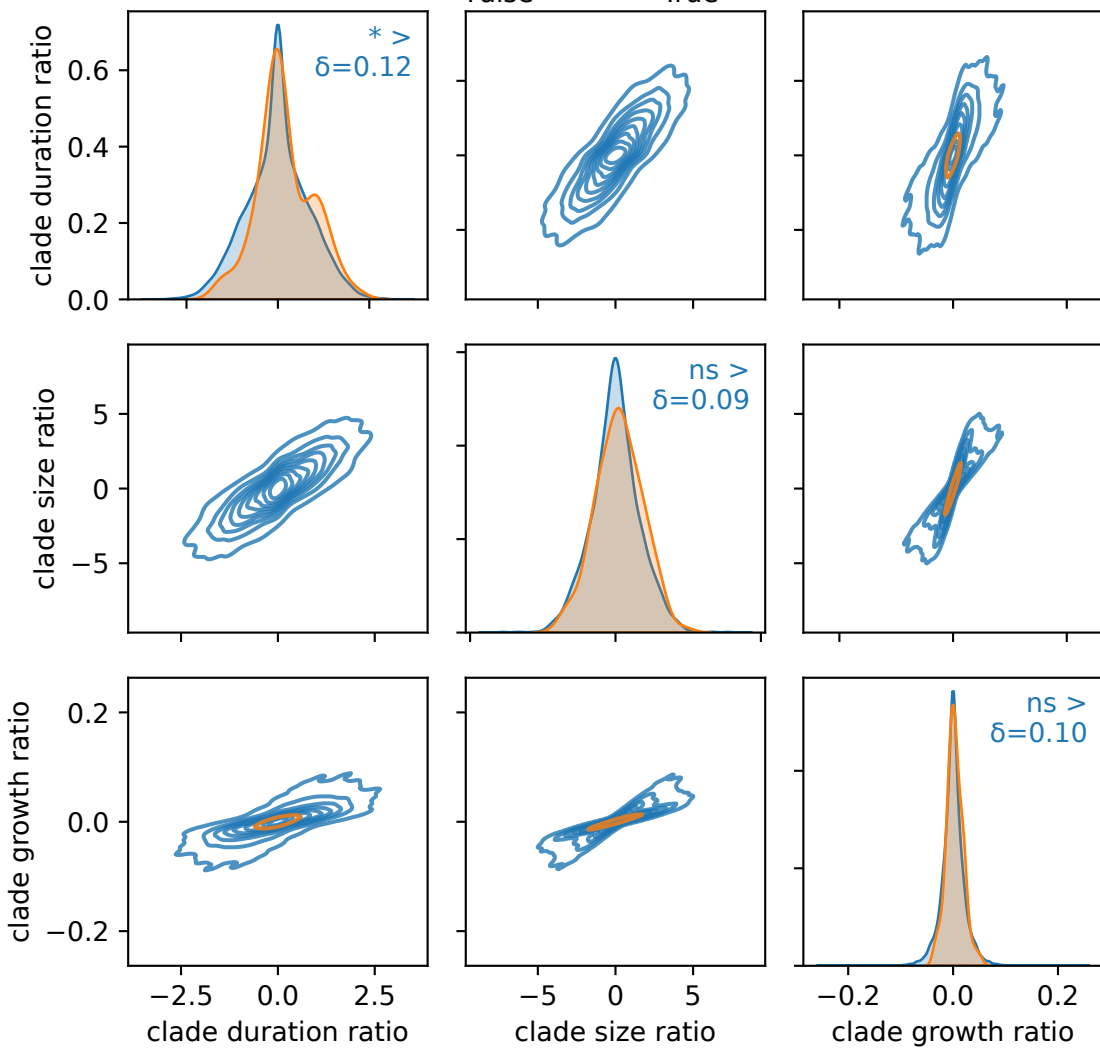 clade duration ratio
0.6
0.4
0.2
0.0
* >
δ=0.12
clade size ratio
5
0
−5
ns >
δ=0.09
clade growth ratio
0.2
0.0
−0.2
ns >
δ=0.10
−2.5 0.0 2.5
−5 0 5
−0.2 0.0 0.2
clade duration ratio
clade size ratio
clade growth ratio